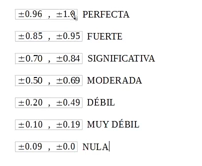 ±0.96 , ±1.0 PERFECTA
±0.85 , ±0.95 FUERTE
±0.70 , ±0.84 SIGNIFICATIVA
±0.50 , ±0.69 MODERADA
±0.20 , ±0.49 DÉBIL
±0.10 , ±0.19 MUY DÉBIL
±0.09 , ±0.0 NULA